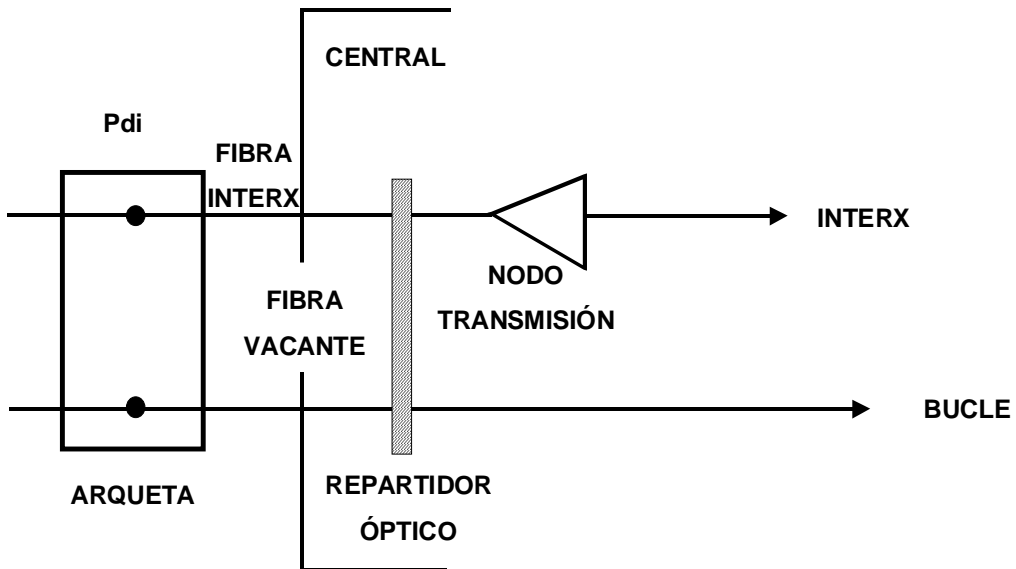 CENTRAL
Pdi
FIBRA
INTERX
INTERX
NODO
TRANSMISIÓN
FIBRA
VACANTE
BUCLE
ARQUETA
REPARTIDOR
ÓPTICO